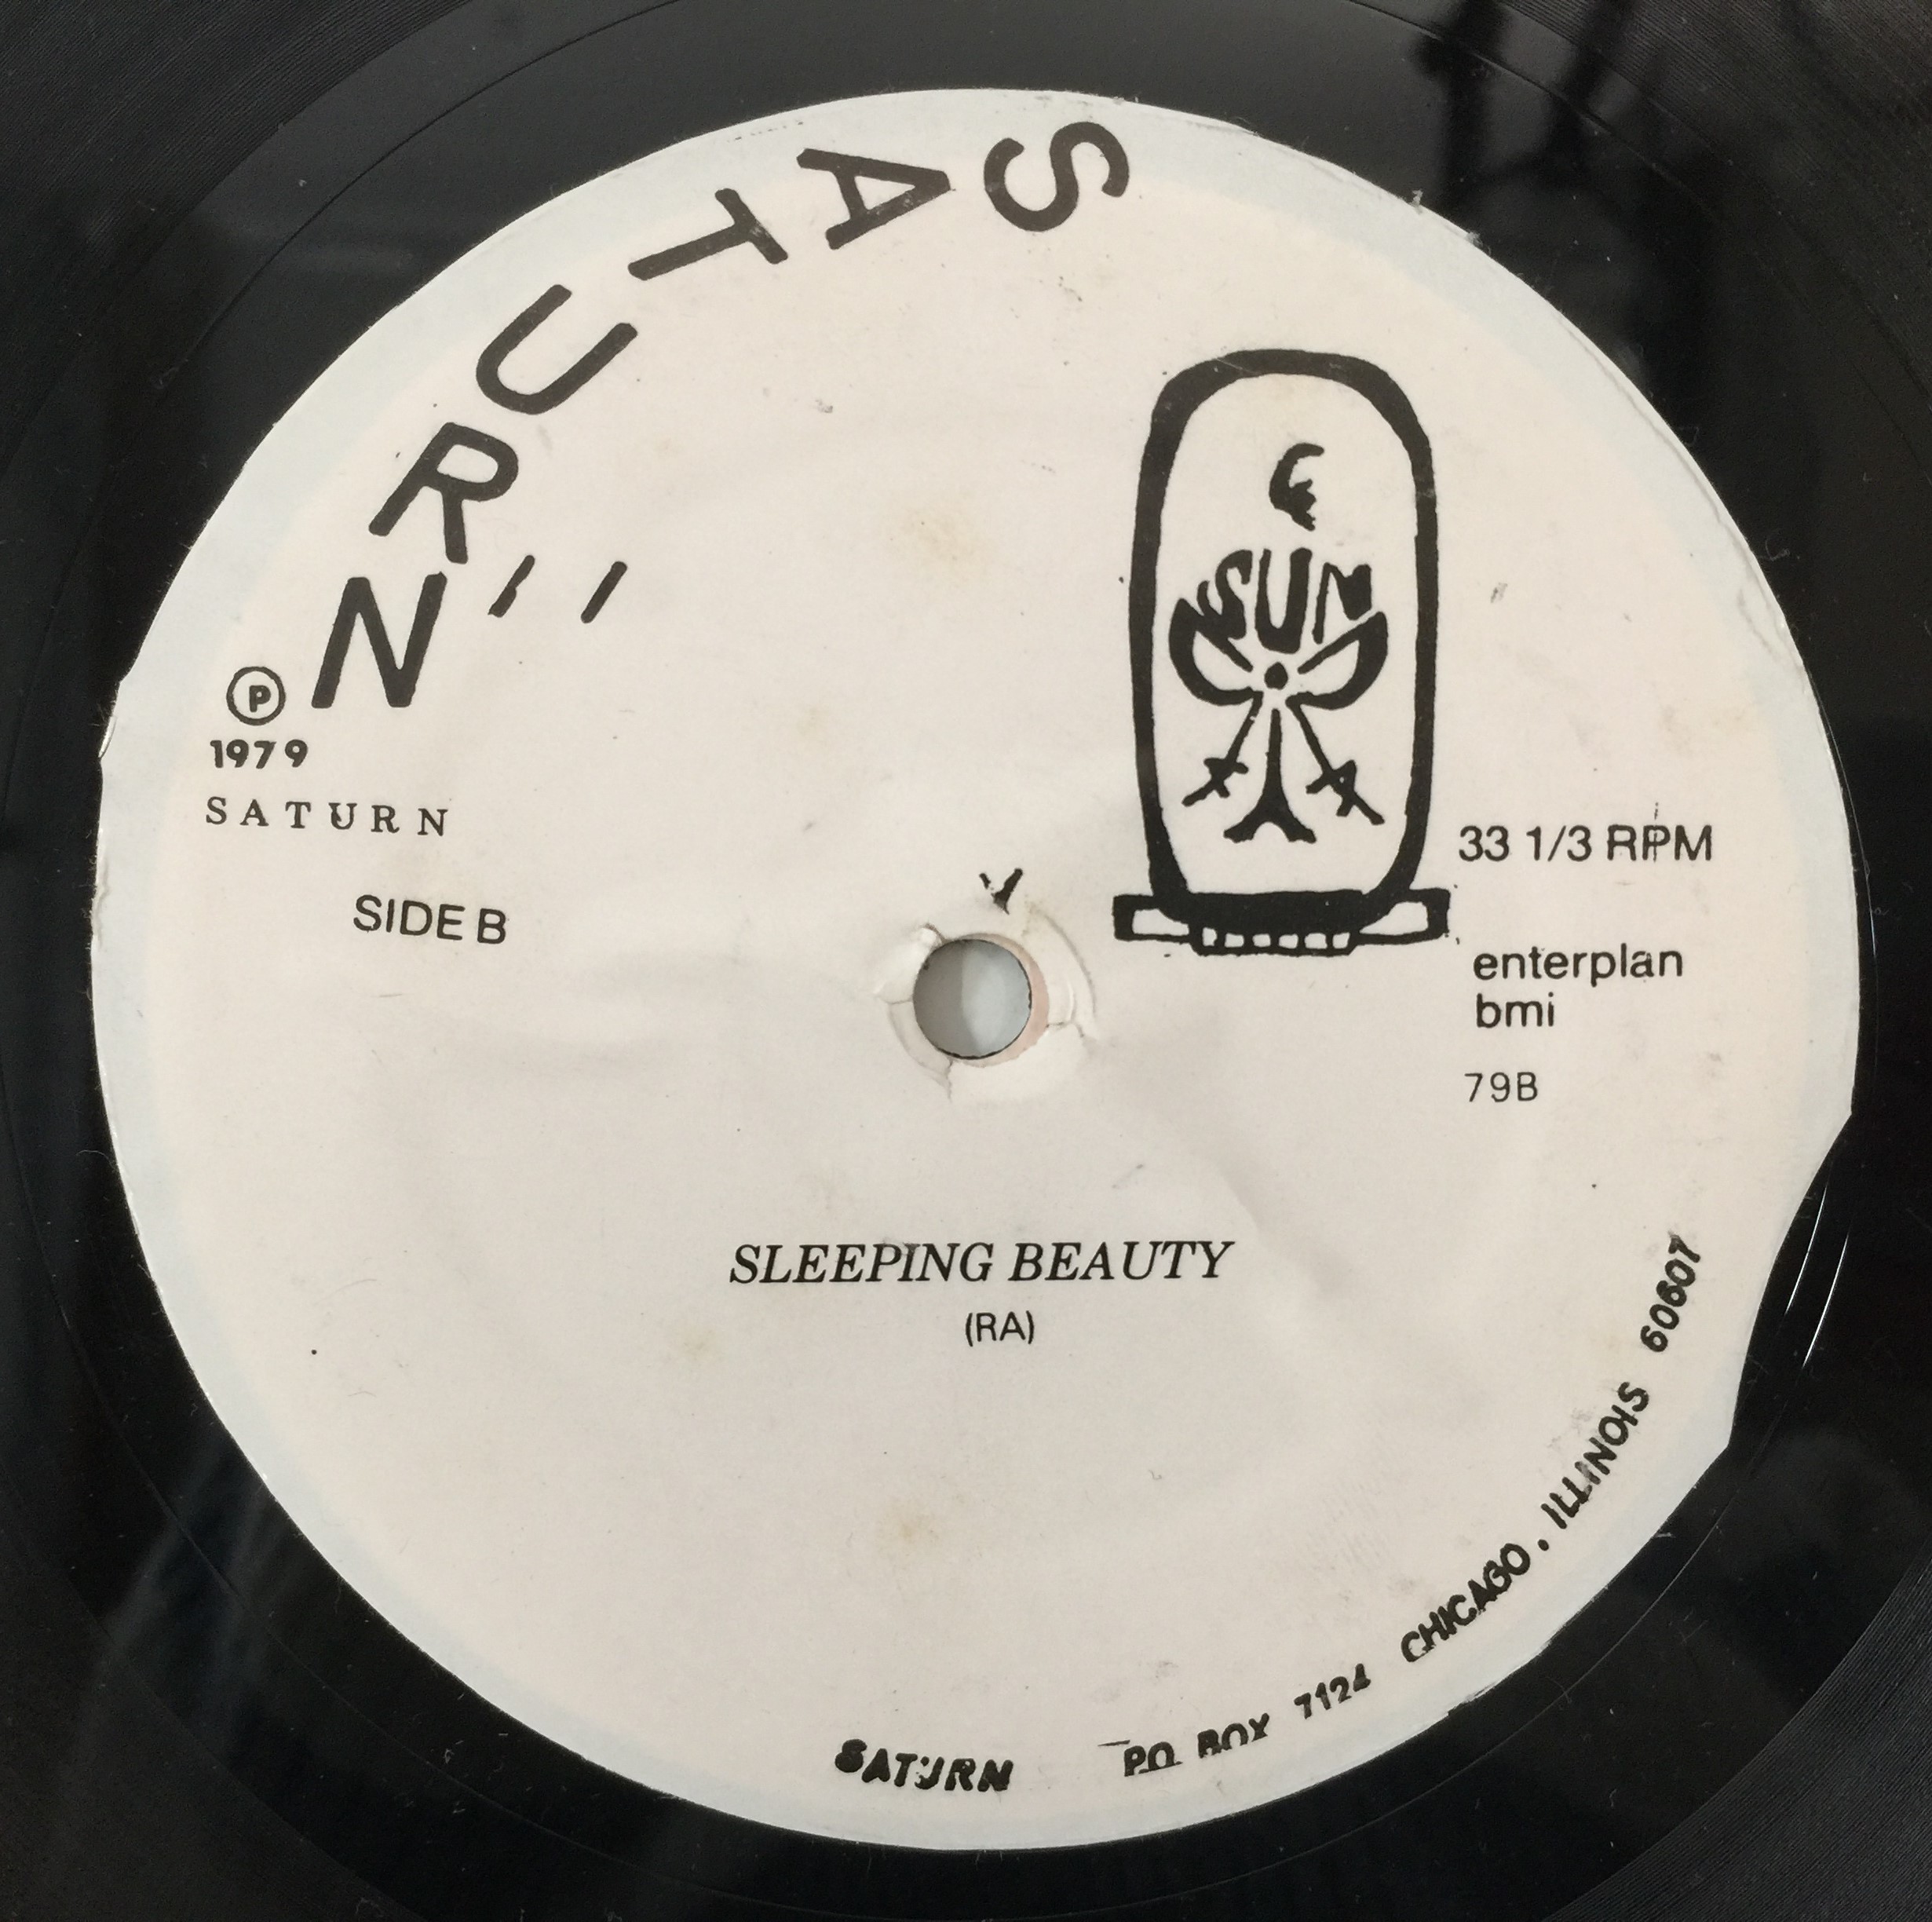 SATURN
Ⓟ
1979
SATURN
SIDE B
SUN
33 1/3 RPM
enterplan
bmi
79B
SLEEPING BEAUTY
(RA)
SATURN PO BOX 7124 CHICAGO . ILLINOIS 60607